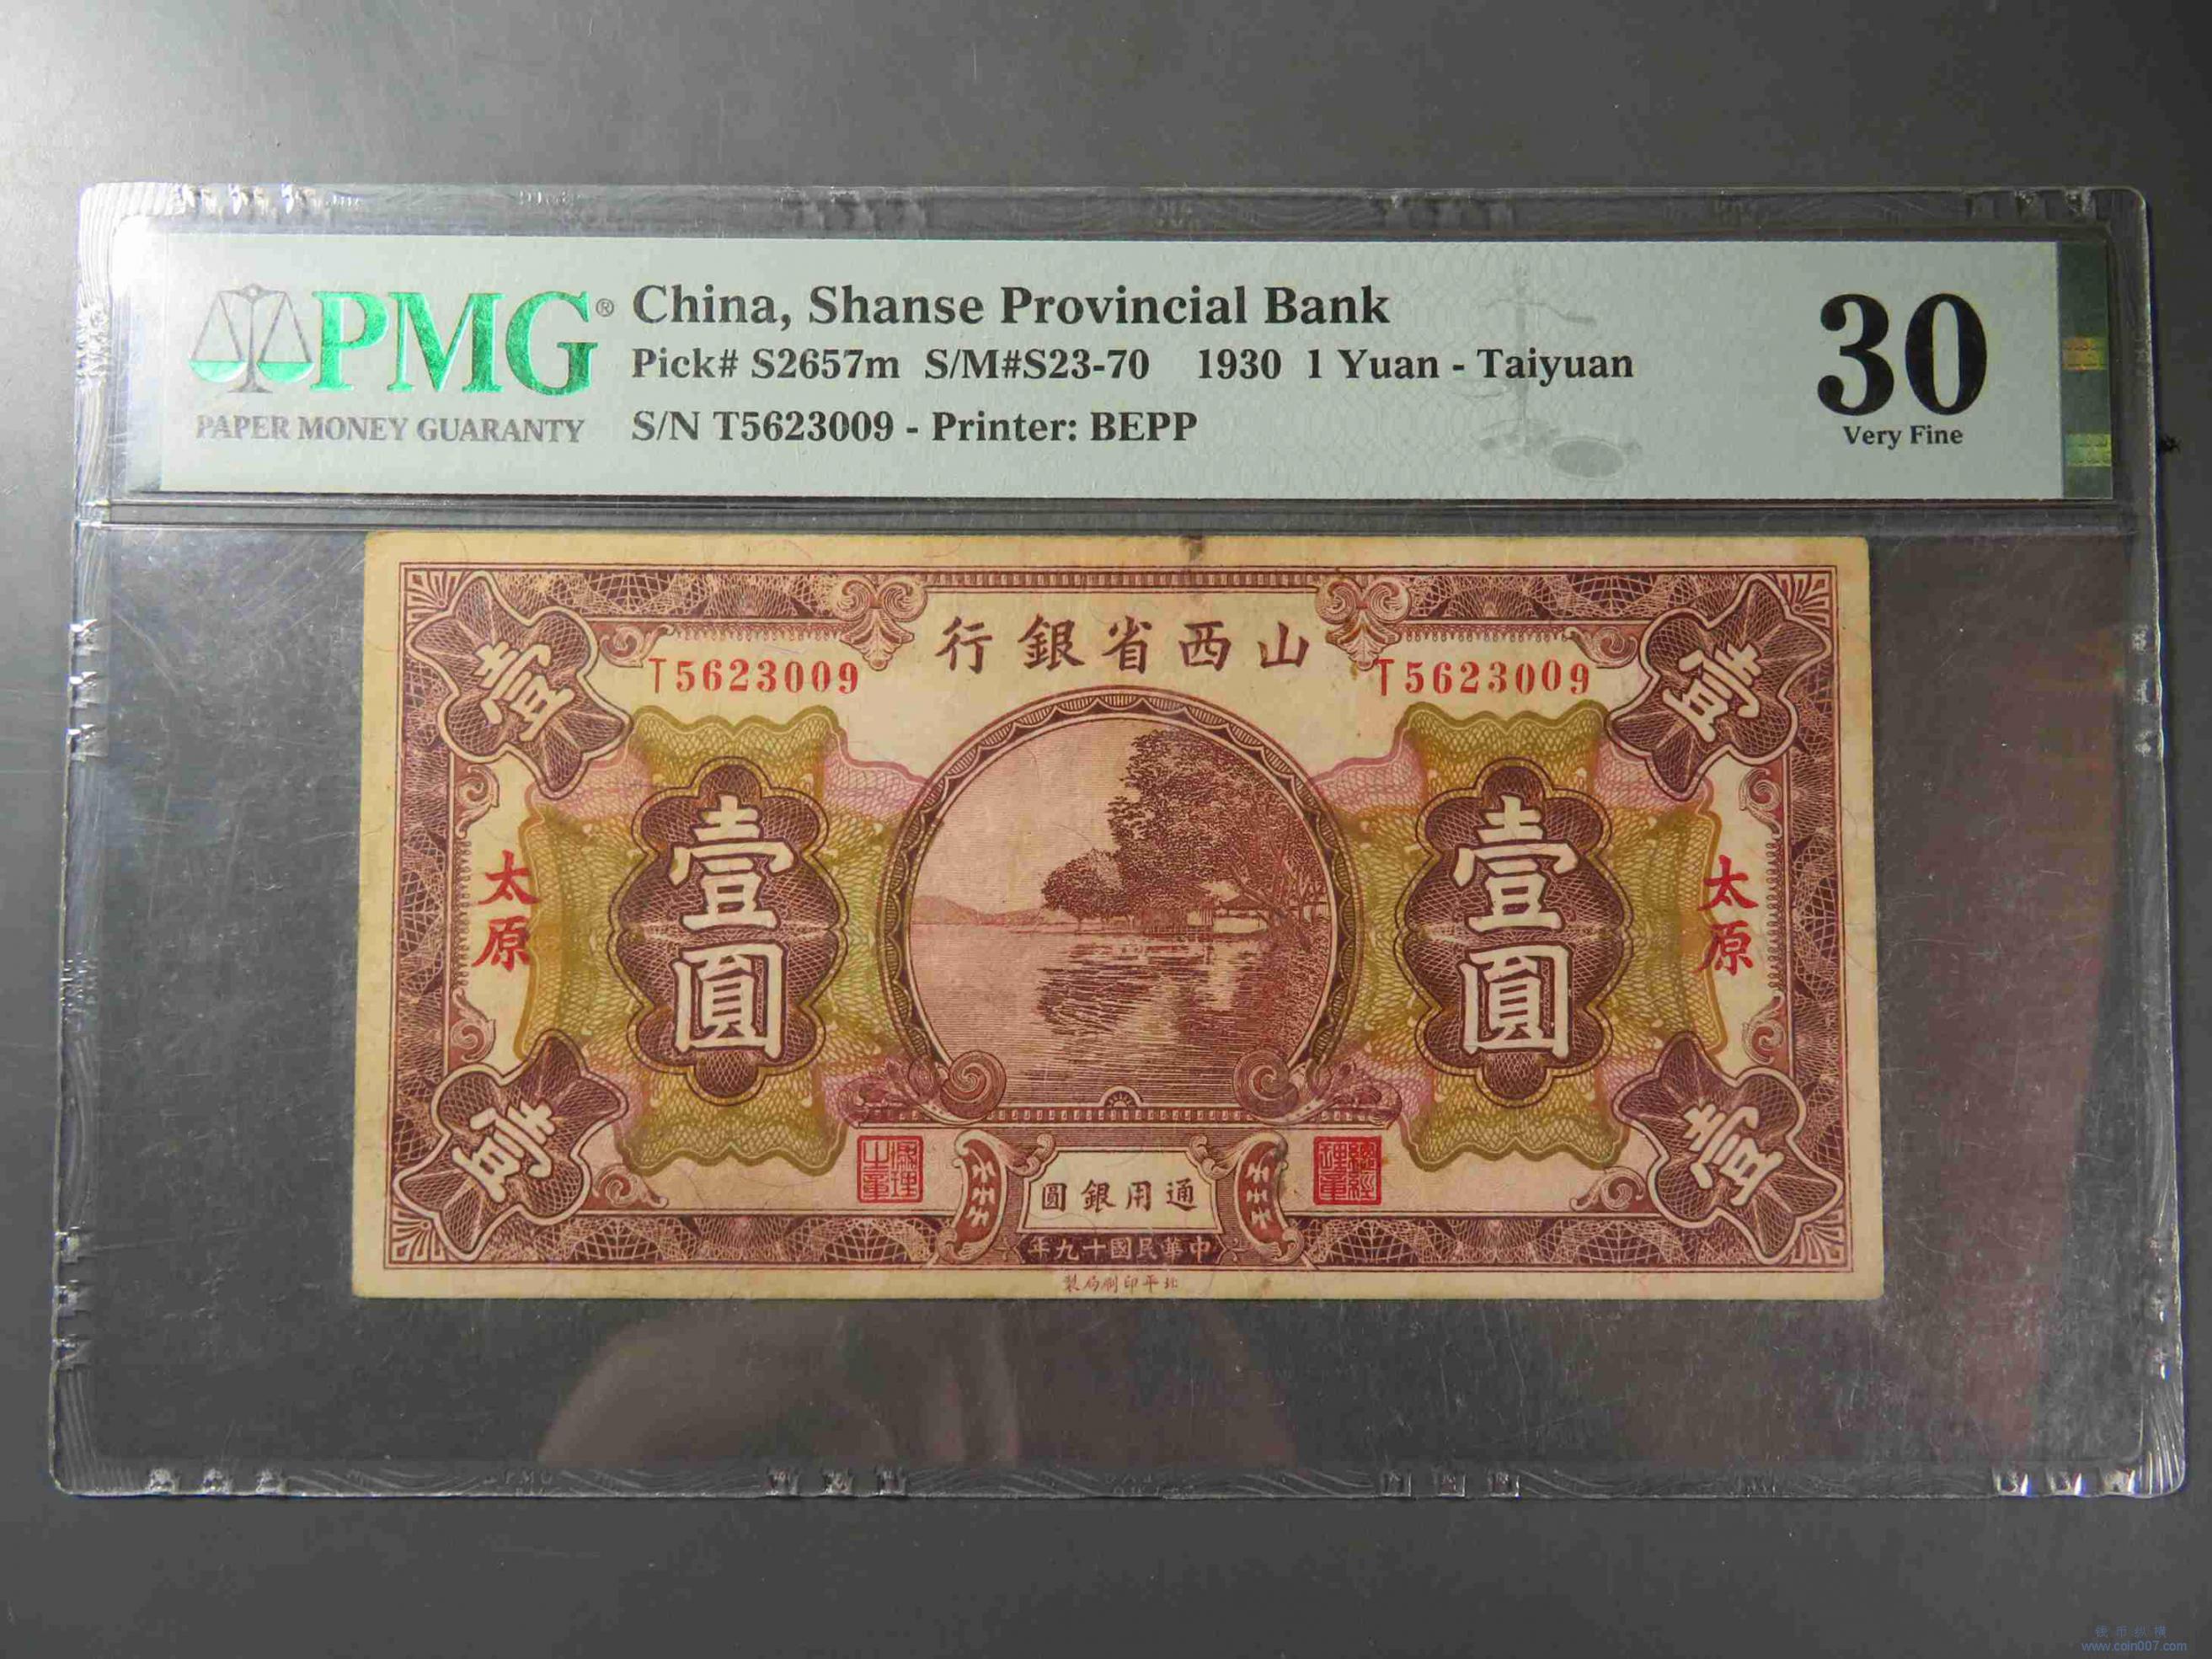 PMG® China, Shanse Provincial Bank
Pick# S2657m S/M#S23-70 1930 1 Yuan - Taiyuan
PAPER MONEY GUARANTY
S/N T5623009 - Printer: BEPP
30
Very Fine
山西省銀行
T5623009
T5623009
壹
壹
壹圓
壹圓
太原
太原
壹
壹
通用銀圓
中華民國十九年
北平印刷局製
www.coin007.com